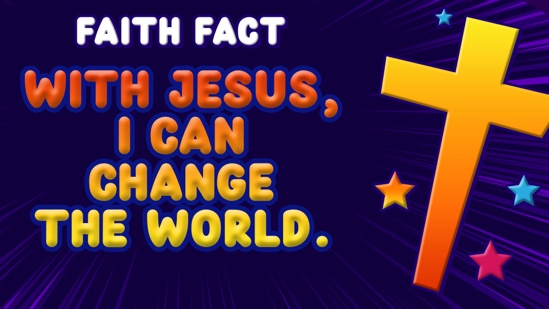 FAITH FACT
WITH JESUS,
I CAN
CHANGE
THE WORLD.